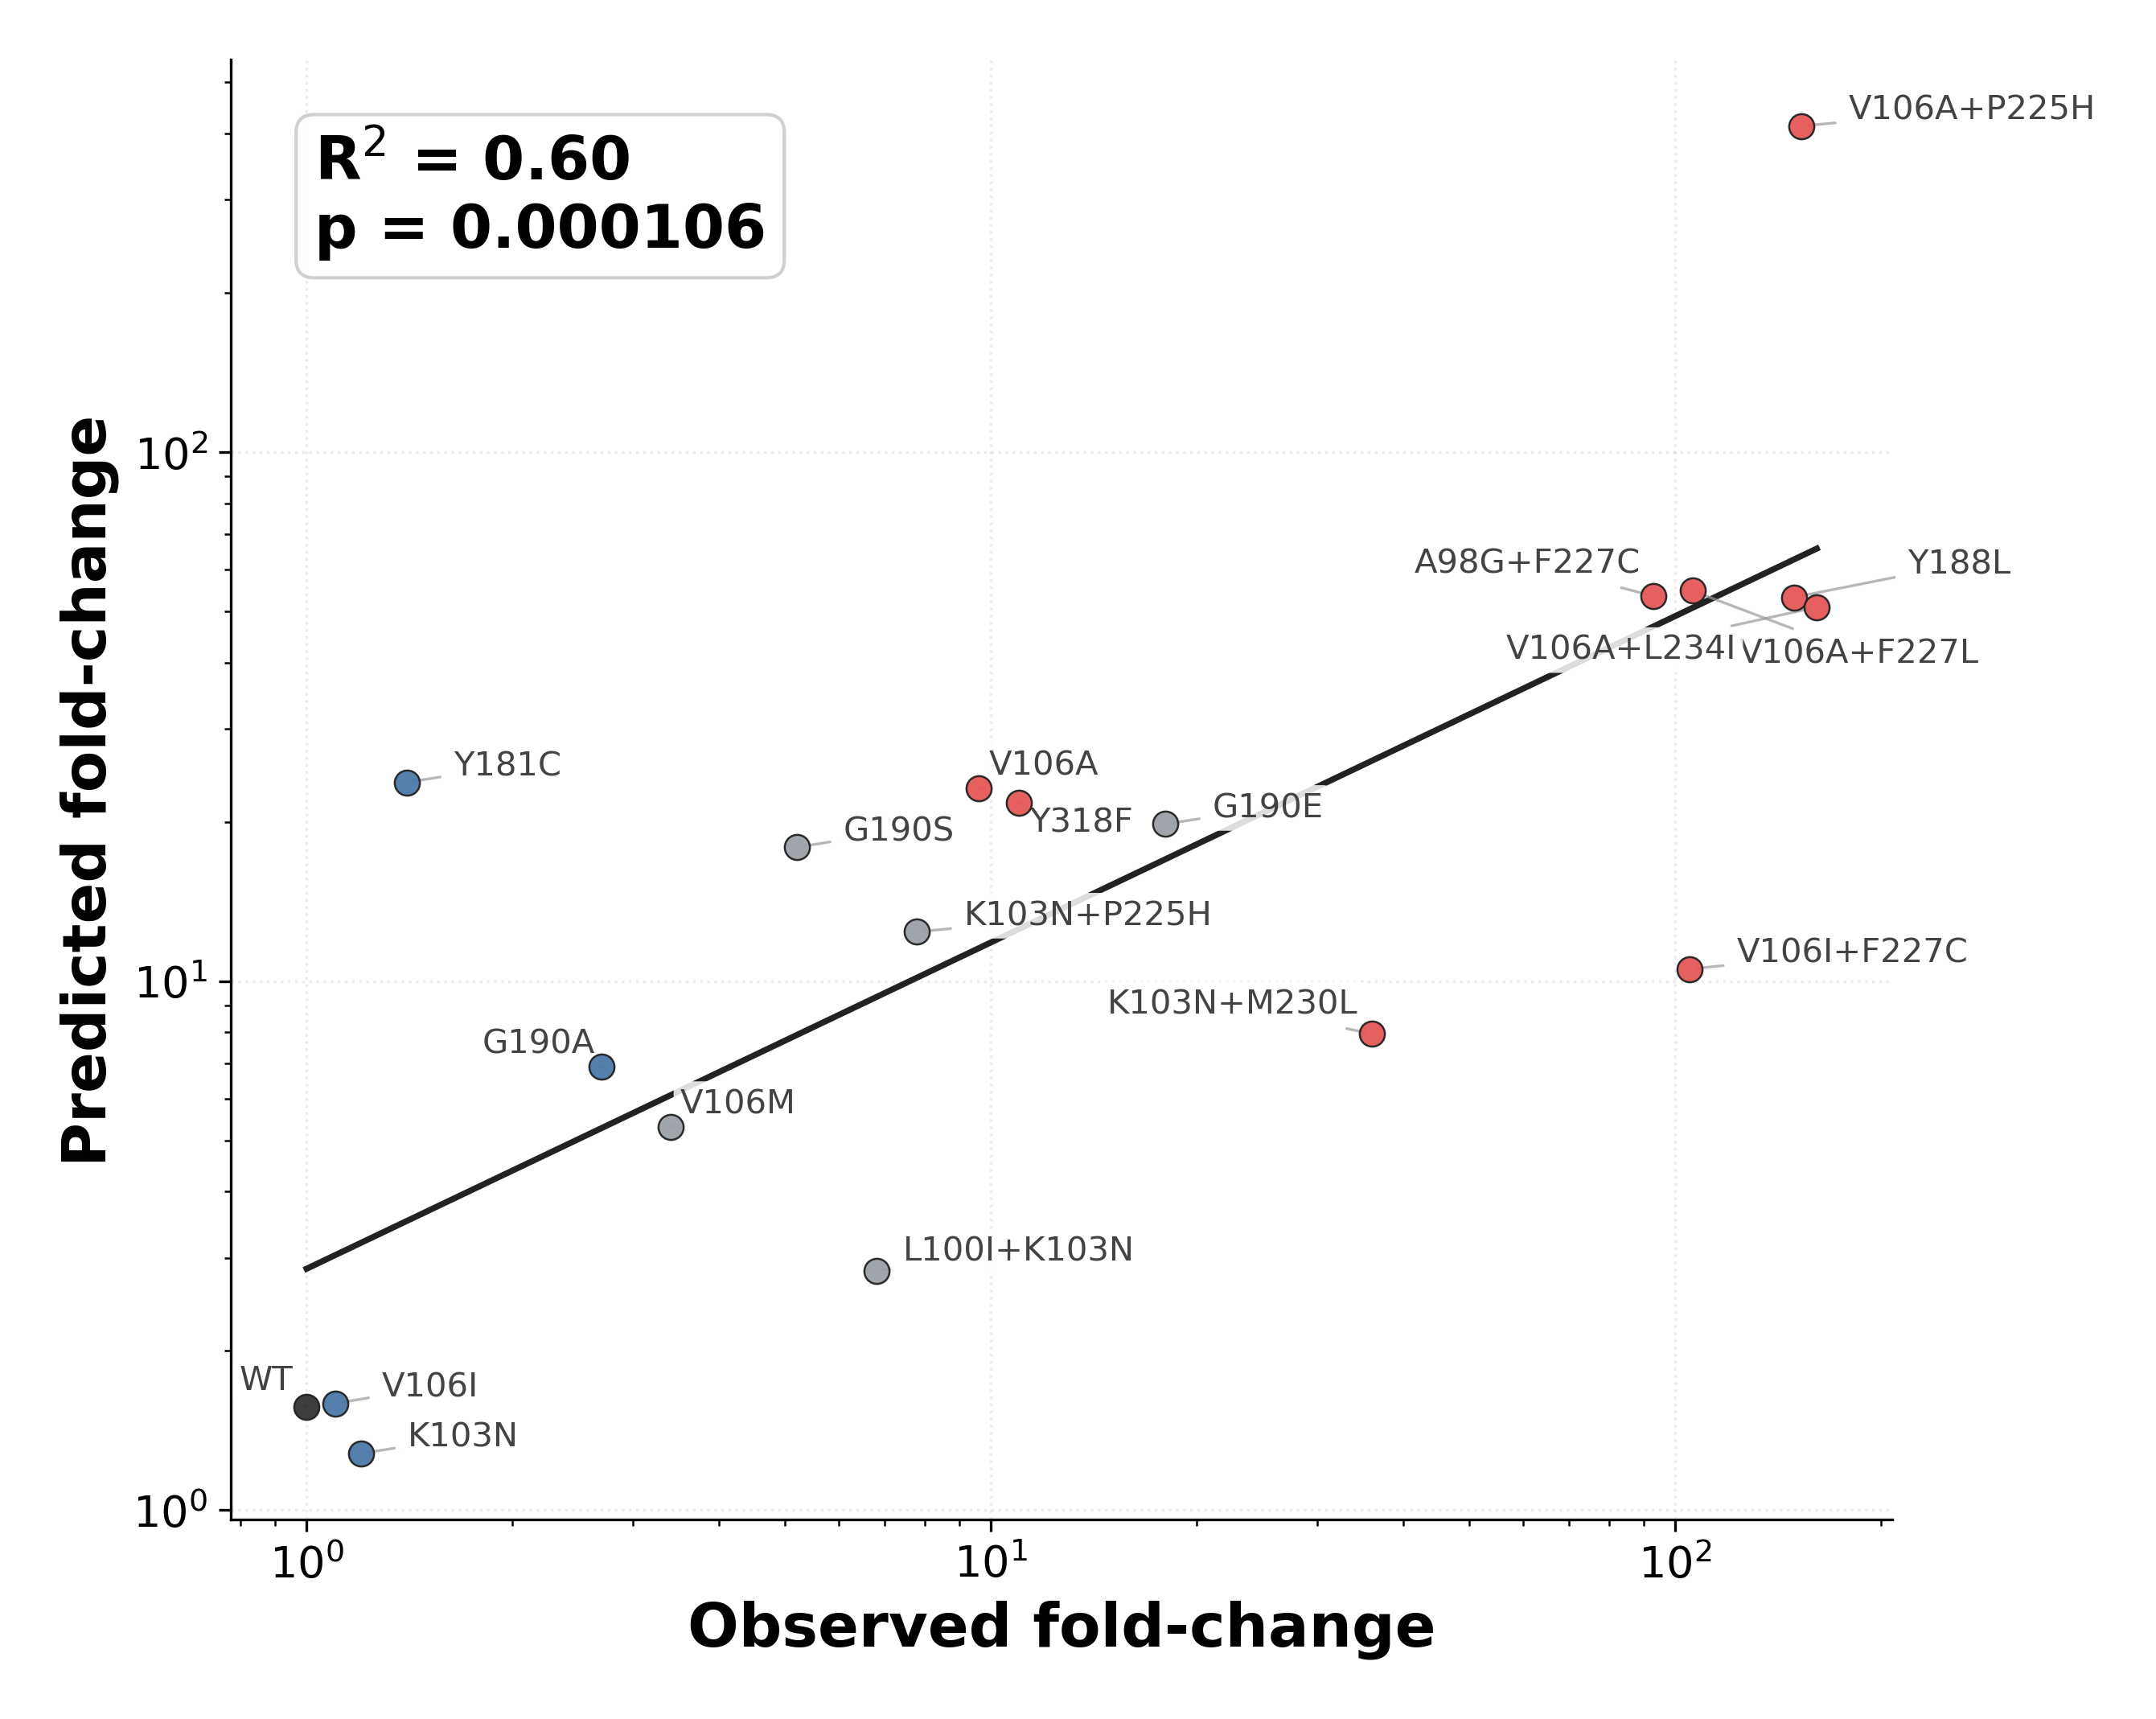 V106A+P225H
R² = 0.60
p = 0.000106
Predicted fold-change
10²
10¹
10⁰
A98G+F227C
Y188L
V106A+L234I
V106A+F227L
Y181C
V106A
Y318F
G190E
G190S
K103N+P225H
V106I+F227C
K103N+M230L
G190A
V106M
L100I+K103N
WT
V106I
K103N
10⁰
10¹
10²
Observed fold-change